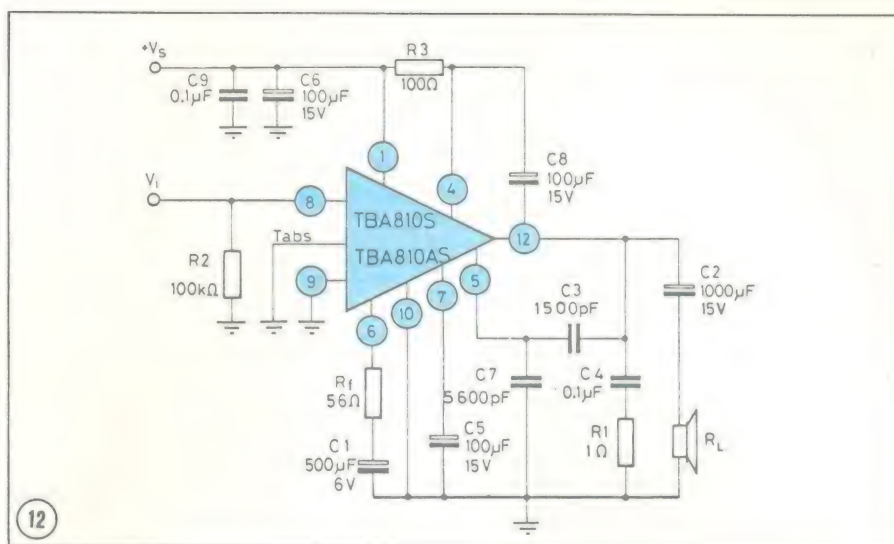 +Vs
C9
0.1µF
C6
100µF
15V
R3
100Ω
1
4
C8
100µF
15V
Vi
8
TBA810S
TBA810AS
12
Tabs
R2
100kΩ
9
6
10
7
5
C3
1500pF
C2
1000µF
15V
Rf
56Ω
C7
5600pF
C4
0.1µF
C1
500µF
6V
C5
100µF
15V
R1
1Ω
RL
12